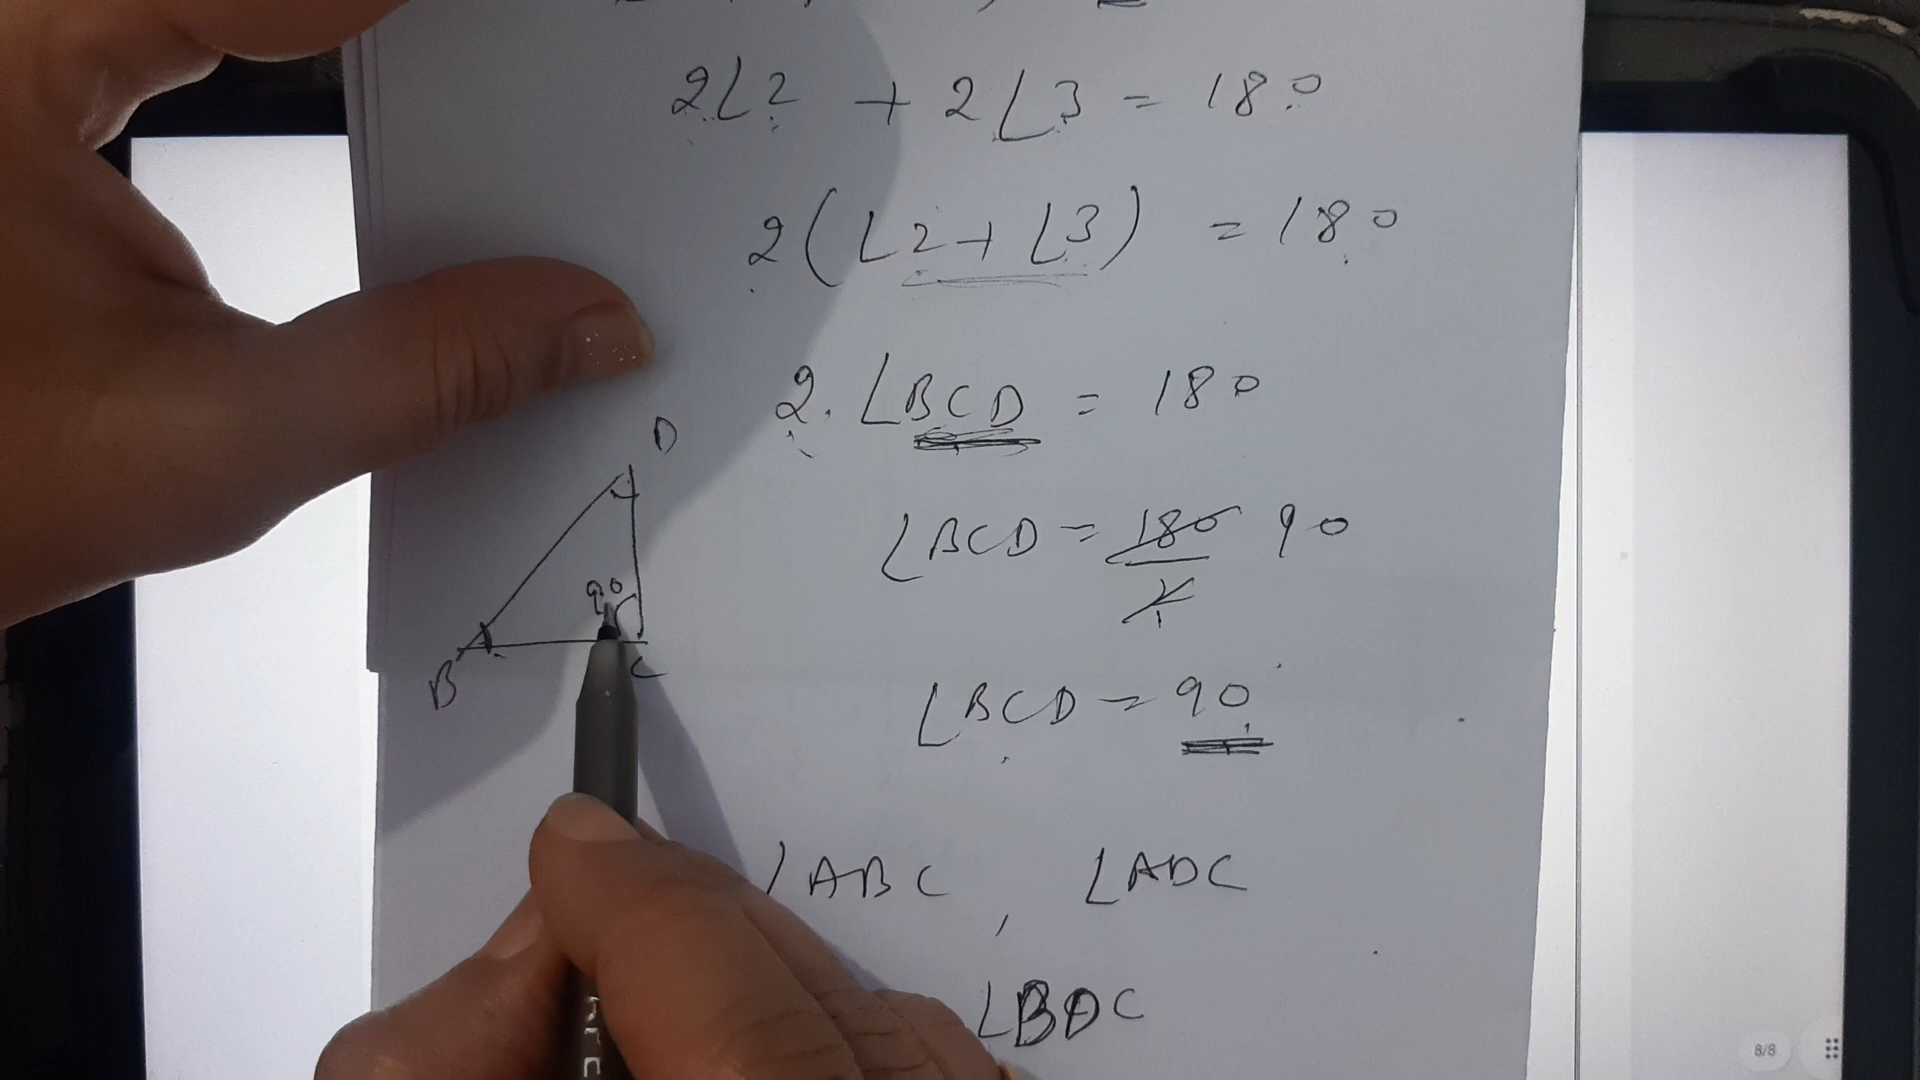 2∠2 + 2∠3 = 180
2(∠2+∠3) = 180
2. ∠BCD = 180
D
∠BCD = 180/2 90
90
B C
∠BCD = 90
∠ABC , ∠ADC
∠BDC
8/8